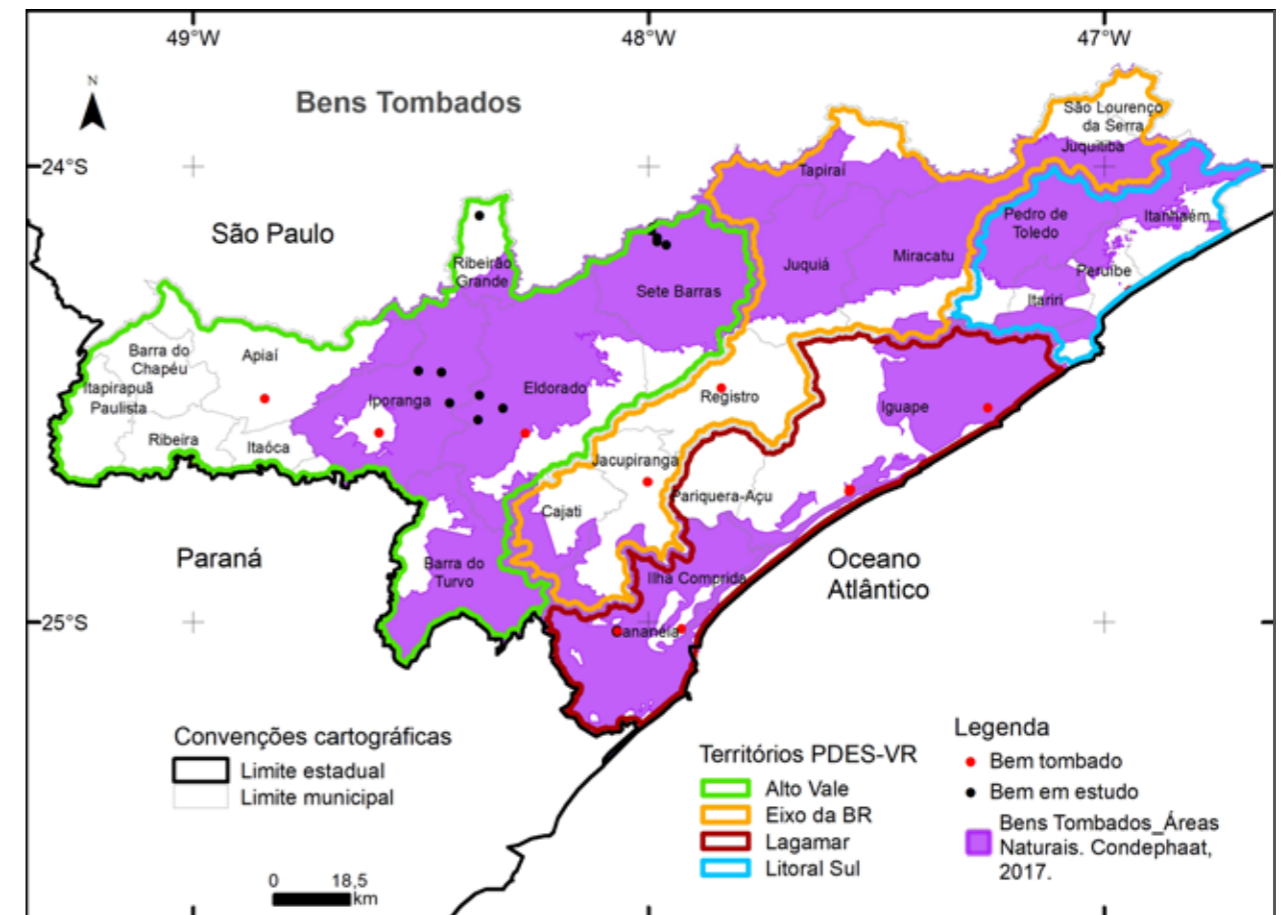 49°W
48°W
47°W
N
Bens Tombados
São Lourenço
da Serra
Juquitiba
24°S
Tapiraí
São Paulo
Pedro de
Toledo
Itanhaém
Ribeirão
Grande
Juquiá
Miracatu
Peruíbe
Sete Barras
Itariri
Barra do
Chapéu
Apiaí
Itapirapuã
Paulista
Iporanga
Eldorado
Registro
Iguape
Ribeira
Itaóca
Jacupiranga
Cajati
Pariquera-Açu
Paraná
Barra do
Turvo
Ilha Comprida
Oceano
Atlântico
25°S
Cananéia
Convenções cartográficas
Limite estadual
Limite municipal
0 18,5
km
Territórios PDES-VR
Alto Vale
Eixo da BR
Lagamar
Litoral Sul
Legenda
Bem tombado
Bem em estudo
Bens Tombados_Áreas
Naturais. Condephaat,
2017.